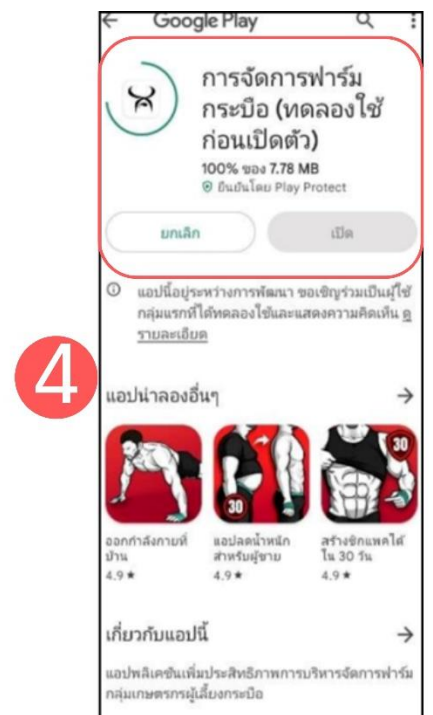 Google Play
การจัดการฟาร์ม
กระบือ (ทดลองใช้
ก่อนเปิดตัว)
100% ของ 7.78 MB
ยืนยันโดย Play Protect
ยกเลิก
เปิด
แอปนี้อยู่ระหว่างการพัฒนา ขอเชิญร่วมเป็นผู้ใช้
กลุ่มแรกที่ได้ทดลองใช้และแสดงความคิดเห็น ดู
รายละเอียด
4
แอปน่าลองอื่นๆ
30
30
ออกกำลังกายที่
บ้าน
4.9 ★
แอปลดน้ำหนัก
สำหรับผู้ชาย
4.9 ★
สร้างซิกแพคได้
ใน 30 วัน
4.9 ★
เกี่ยวกับแอปนี้
แอปพลิเคชันเพิ่มประสิทธิภาพการบริหารจัดการฟาร์ม
กลุ่มเกษตรกรผู้เลี้ยงกระบือ